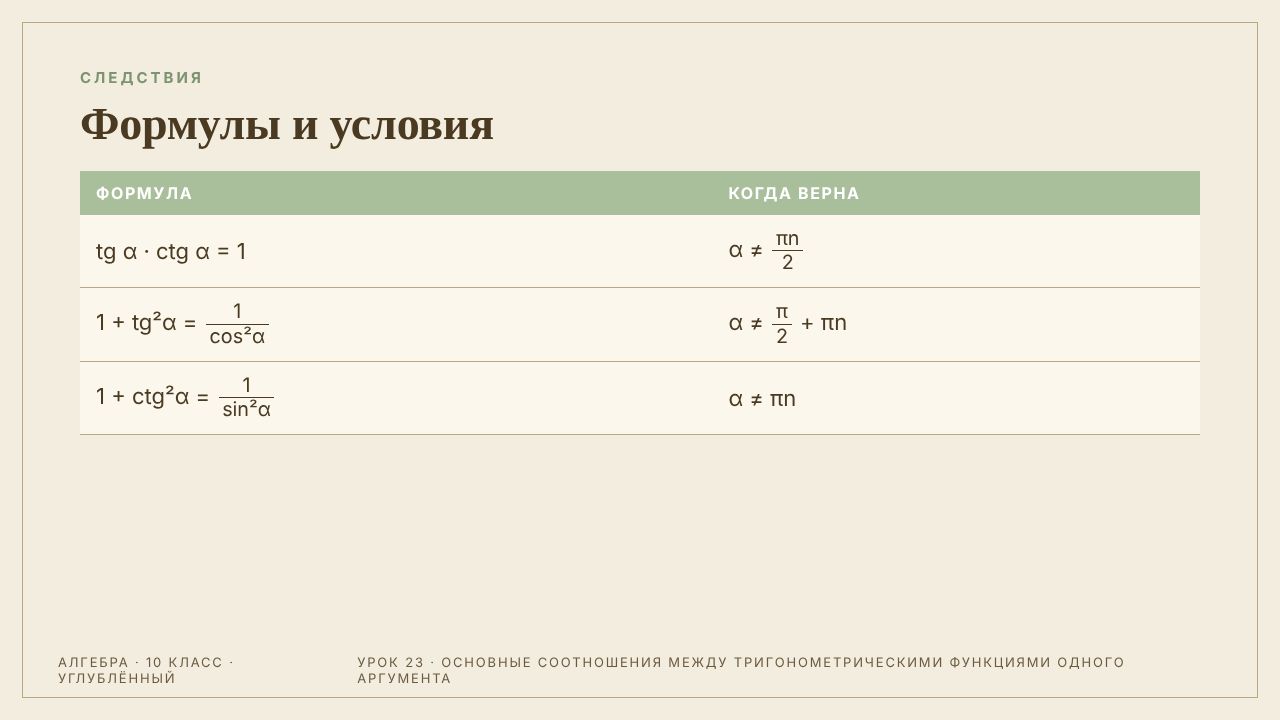 СЛЕДСТВИЯ
Формулы и условия
ФОРМУЛА КОГДА ВЕРНА
tg α · ctg α = 1 α ≠ πn/2
1 + tg²α = 1/cos²α α ≠ π/2 + πn
1 + ctg²α = 1/sin²α α ≠ πn
АЛГЕБРА · 10 КЛАСС ·
УГЛУБЛЁННЫЙ
УРОК 23 · ОСНОВНЫЕ СООТНОШЕНИЯ МЕЖДУ ТРИГОНОМЕТРИЧЕСКИМИ ФУНКЦИЯМИ ОДНОГО
АРГУМЕНТА